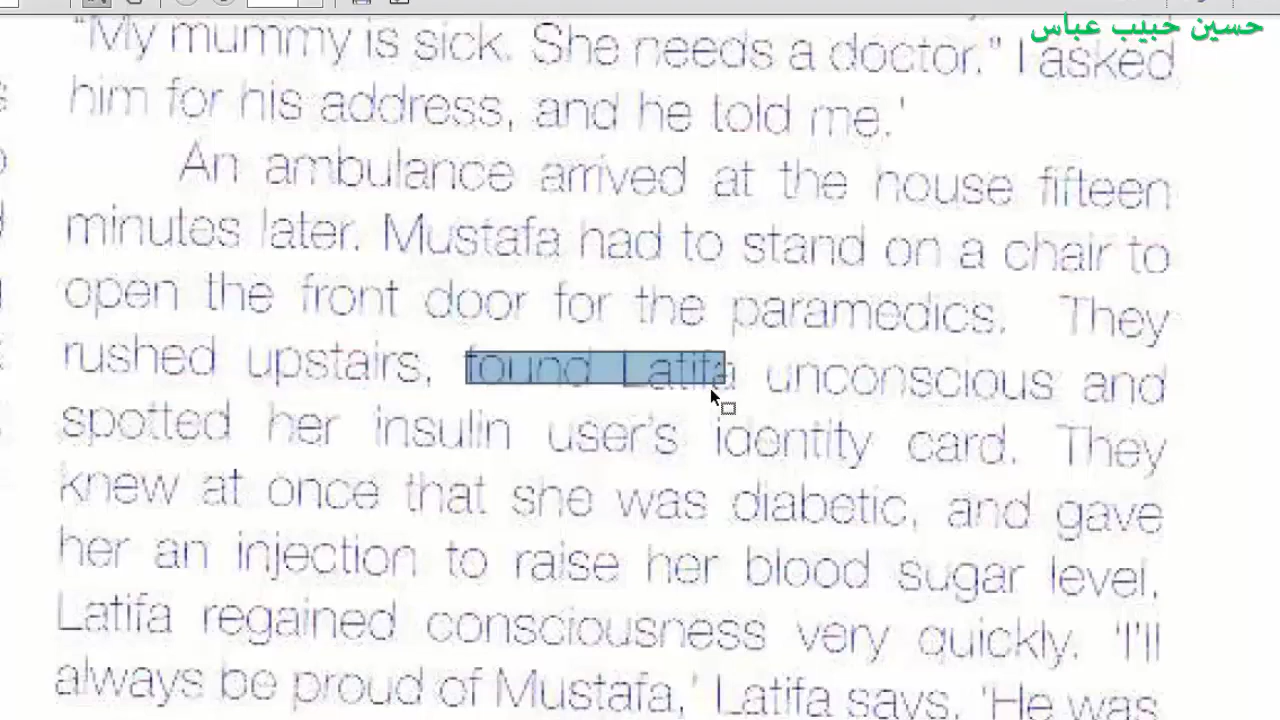 حسين حبيب عباس
“My mummy is sick. She needs a doctor.” I asked
him for his address, and he told me.'
An ambulance arrived at the house fifteen
minutes later. Mustafa had to stand on a chair to
open the front door for the paramedics. They
rushed upstairs, found Latifa unconscious and
spotted her insulin user's identity card. They
knew at once that she was diabetic, and gave
her an injection to raise her blood sugar level.
Latifa regained consciousness very quickly. 'I'll
always be proud of Mustafa,' Latifa says. 'He was